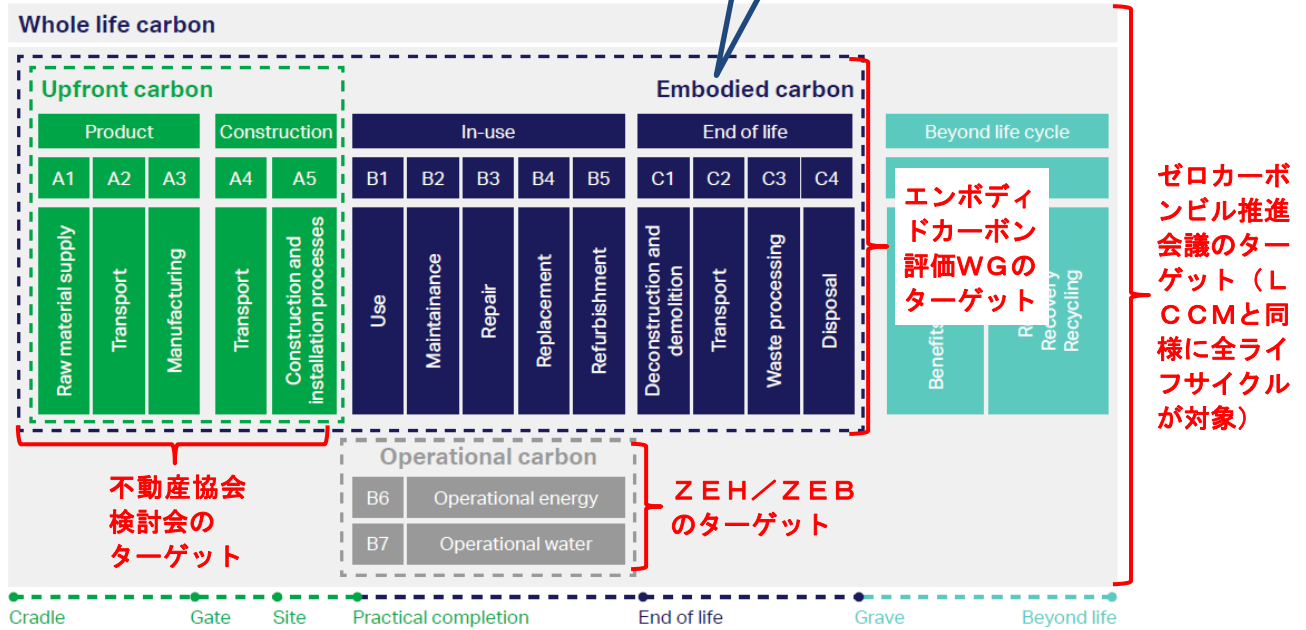 Whole life carbon
Upfront carbon
Embodied carbon
Product
Construction
In-use
End of life
Beyond life cycle
A1
A2
A3
A4
A5
B1
B2
B3
B4
B5
C1
C2
C3
C4
Raw material supply
Transport
Manufacturing
Transport
Construction and
installation processes
Use
Maintainance
Repair
Replacement
Refurbishment
Deconstruction and
demolition
Transport
Waste processing
Disposal
Benefits
Recovery
Recycling
エンボディ
ドカーボン
評価WGの
ターゲット
ゼロカーボ
ンビル推進
会議のター
ゲット（L
CCMと同
様に全ライ
フサイクル
が対象）
不動産協会
検討会の
ターゲット
Operational carbon
B6
Operational energy
B7
Operational water
ZEH／ZEB
のターゲット
Cradle
Gate
Site
Practical completion
End of life
Grave
Beyond life